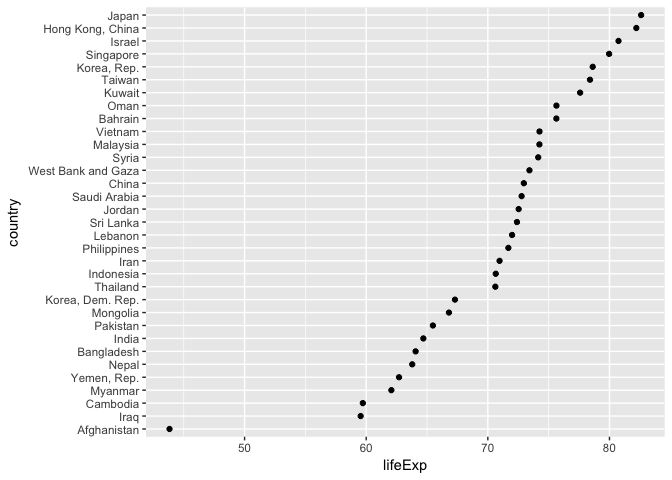 Japan
Hong Kong, China
Israel
Singapore
Korea, Rep.
Taiwan
Kuwait
Oman
Bahrain
Vietnam
Malaysia
Syria
West Bank and Gaza
China
Saudi Arabia
Jordan
Sri Lanka
Lebanon
Philippines
Iran
Indonesia
Thailand
Korea, Dem. Rep.
Mongolia
Pakistan
India
Bangladesh
Nepal
Yemen, Rep.
Myanmar
Cambodia
Iraq
Afghanistan
country
50 60 70 80
lifeExp